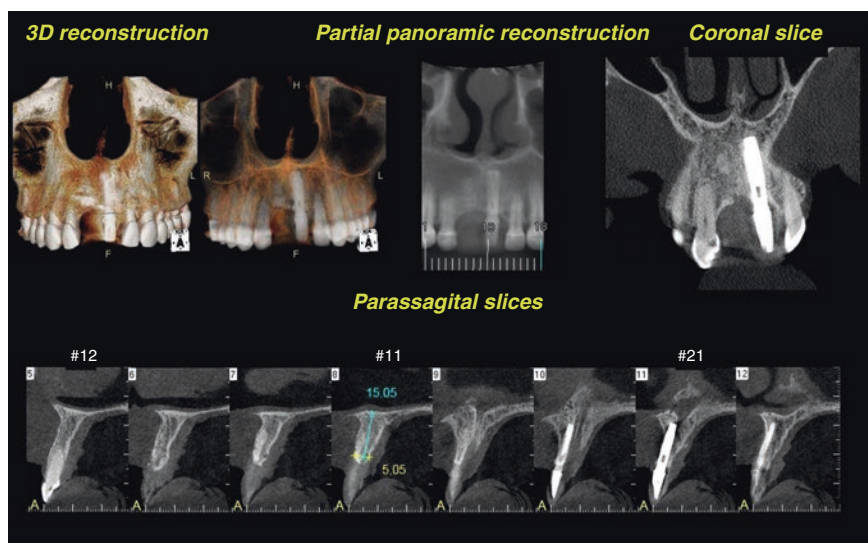 3D reconstruction
Partial panoramic reconstruction
Coronal slice
H
H
R
L
L
A
A
F
F
1
10
16
Parassagital slices
#12
#11
#21
5
6
7
8
9
10
11
12
15.05
5.05
A
A
A
A
A
A
A
A